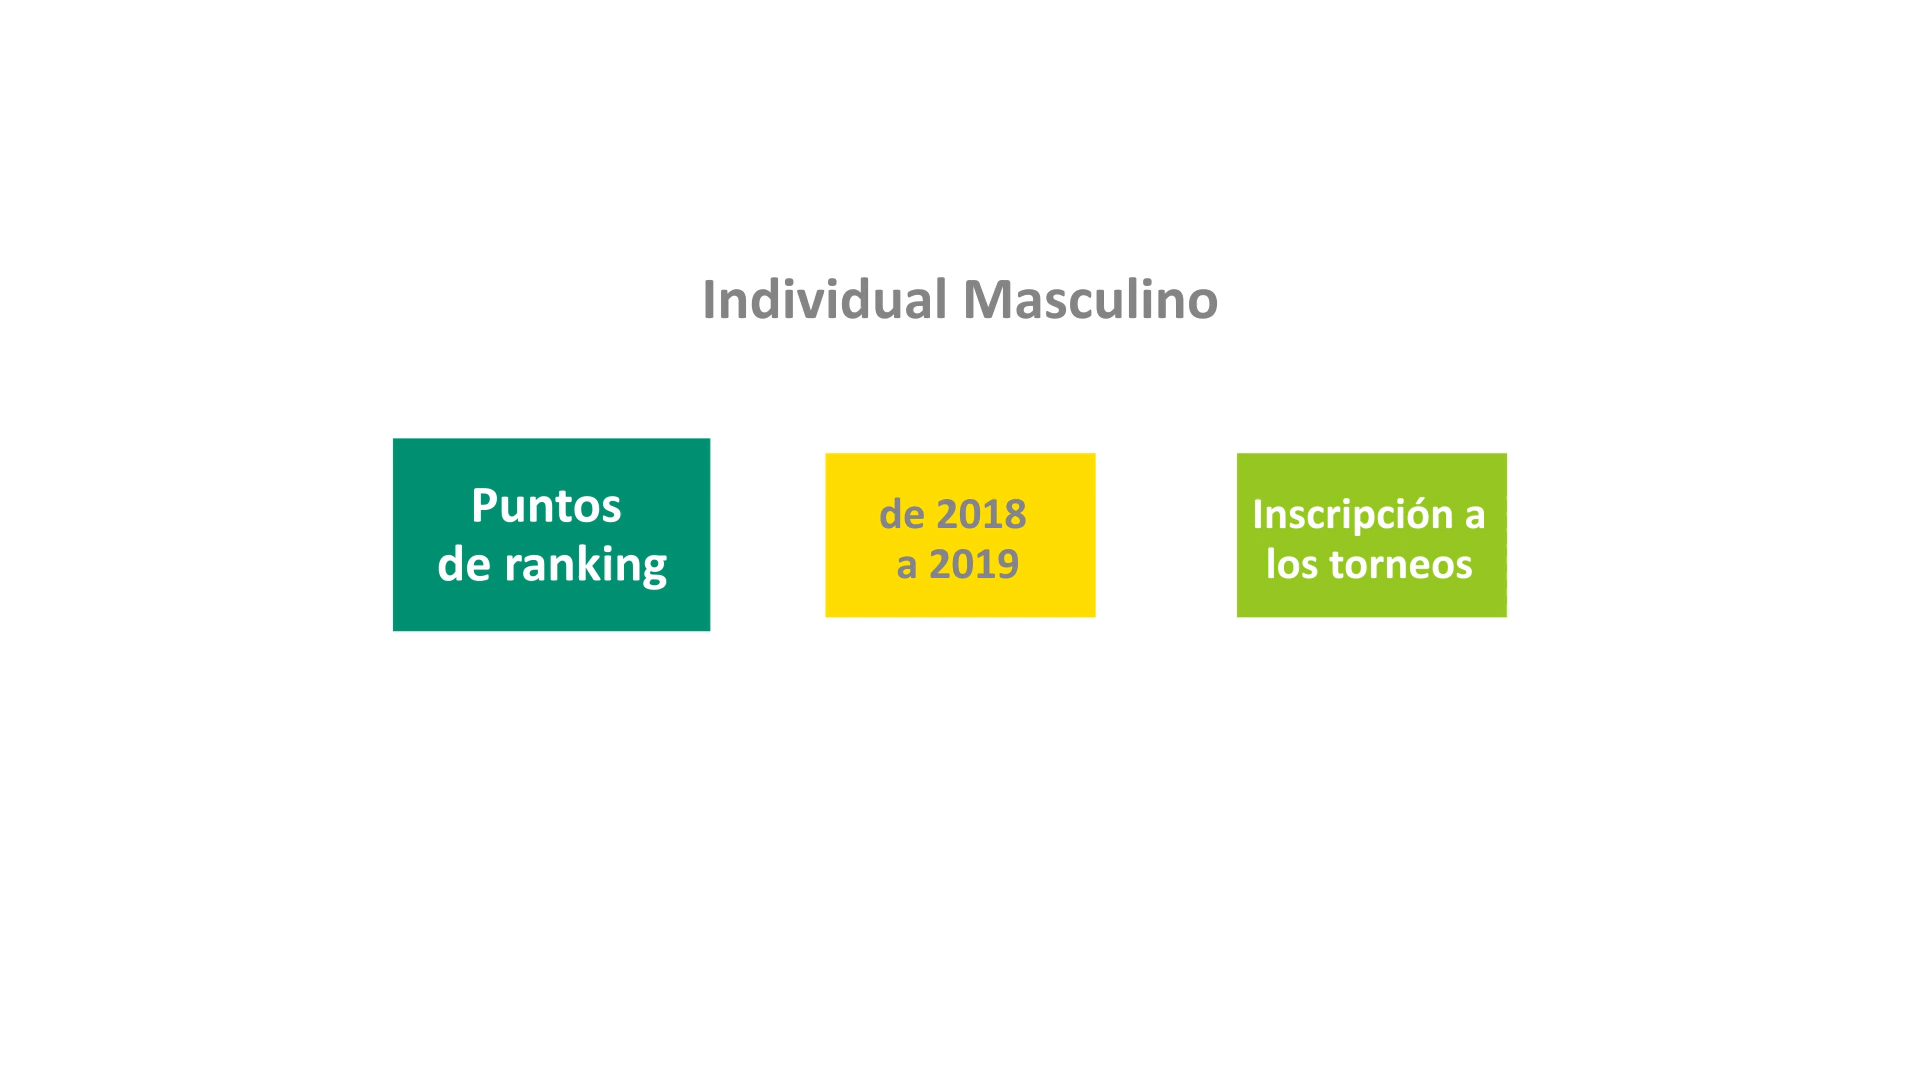 Individual Masculino
Puntos
de ranking
de 2018
a 2019
Inscripción a
los torneos